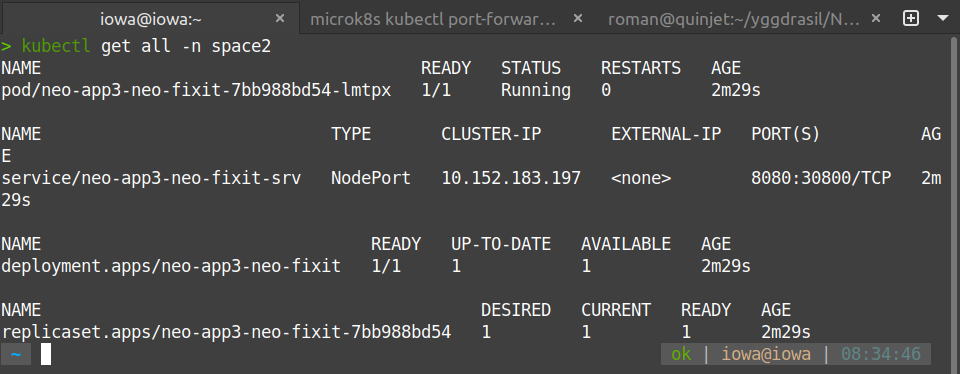 iowa@iowa:~ × microk8s kubectl port-forwar… × roman@quinjet:~/yggdrasil/N… ×
> kubectl get all -n space2
NAME READY STATUS RESTARTS AGE
pod/neo-app3-neo-fixit-7bb988bd54-lmtpx 1/1 Running 0 2m29s
NAME TYPE CLUSTER-IP EXTERNAL-IP PORT(S) AG
E
service/neo-app3-neo-fixit-srv NodePort 10.152.183.197 <none> 8080:30800/TCP 2m
29s
NAME READY UP-TO-DATE AVAILABLE AGE
deployment.apps/neo-app3-neo-fixit 1/1 1 1 2m29s
NAME DESIRED CURRENT READY AGE
replicaset.apps/neo-app3-neo-fixit-7bb988bd54 1 1 1 2m29s
~ ok | iowa@iowa | 08:34:46